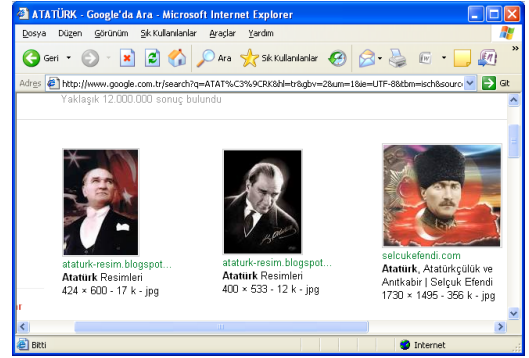 ATATÜRK - Google'da Ara - Microsoft Internet Explorer
Dosya Düzen Görünüm Sık Kullanılanlar Araçlar Yardım
Geri Ara Sık Kullanılanlar
Adres http://www.google.com.tr/search?q=ATAT%C3%9CRK&hl=tr&gbv=2&um=1&ie=UTF-8&tbm=isch&source Git
Yaklaşık 12.000.000 sonuç bulundu
ataturk-resim.blogspot...
Atatürk Resimleri
424 × 600 - 17 k - jpg
ataturk-resim.blogspot...
Atatürk Resimleri
400 × 533 - 12 k - jpg
selcukefendi.com
Atatürk, Atatürkçülük ve
Anıtkabir | Selçuk Efendi
1730 × 1495 - 356 k - jpg
ar
Bitti Internet